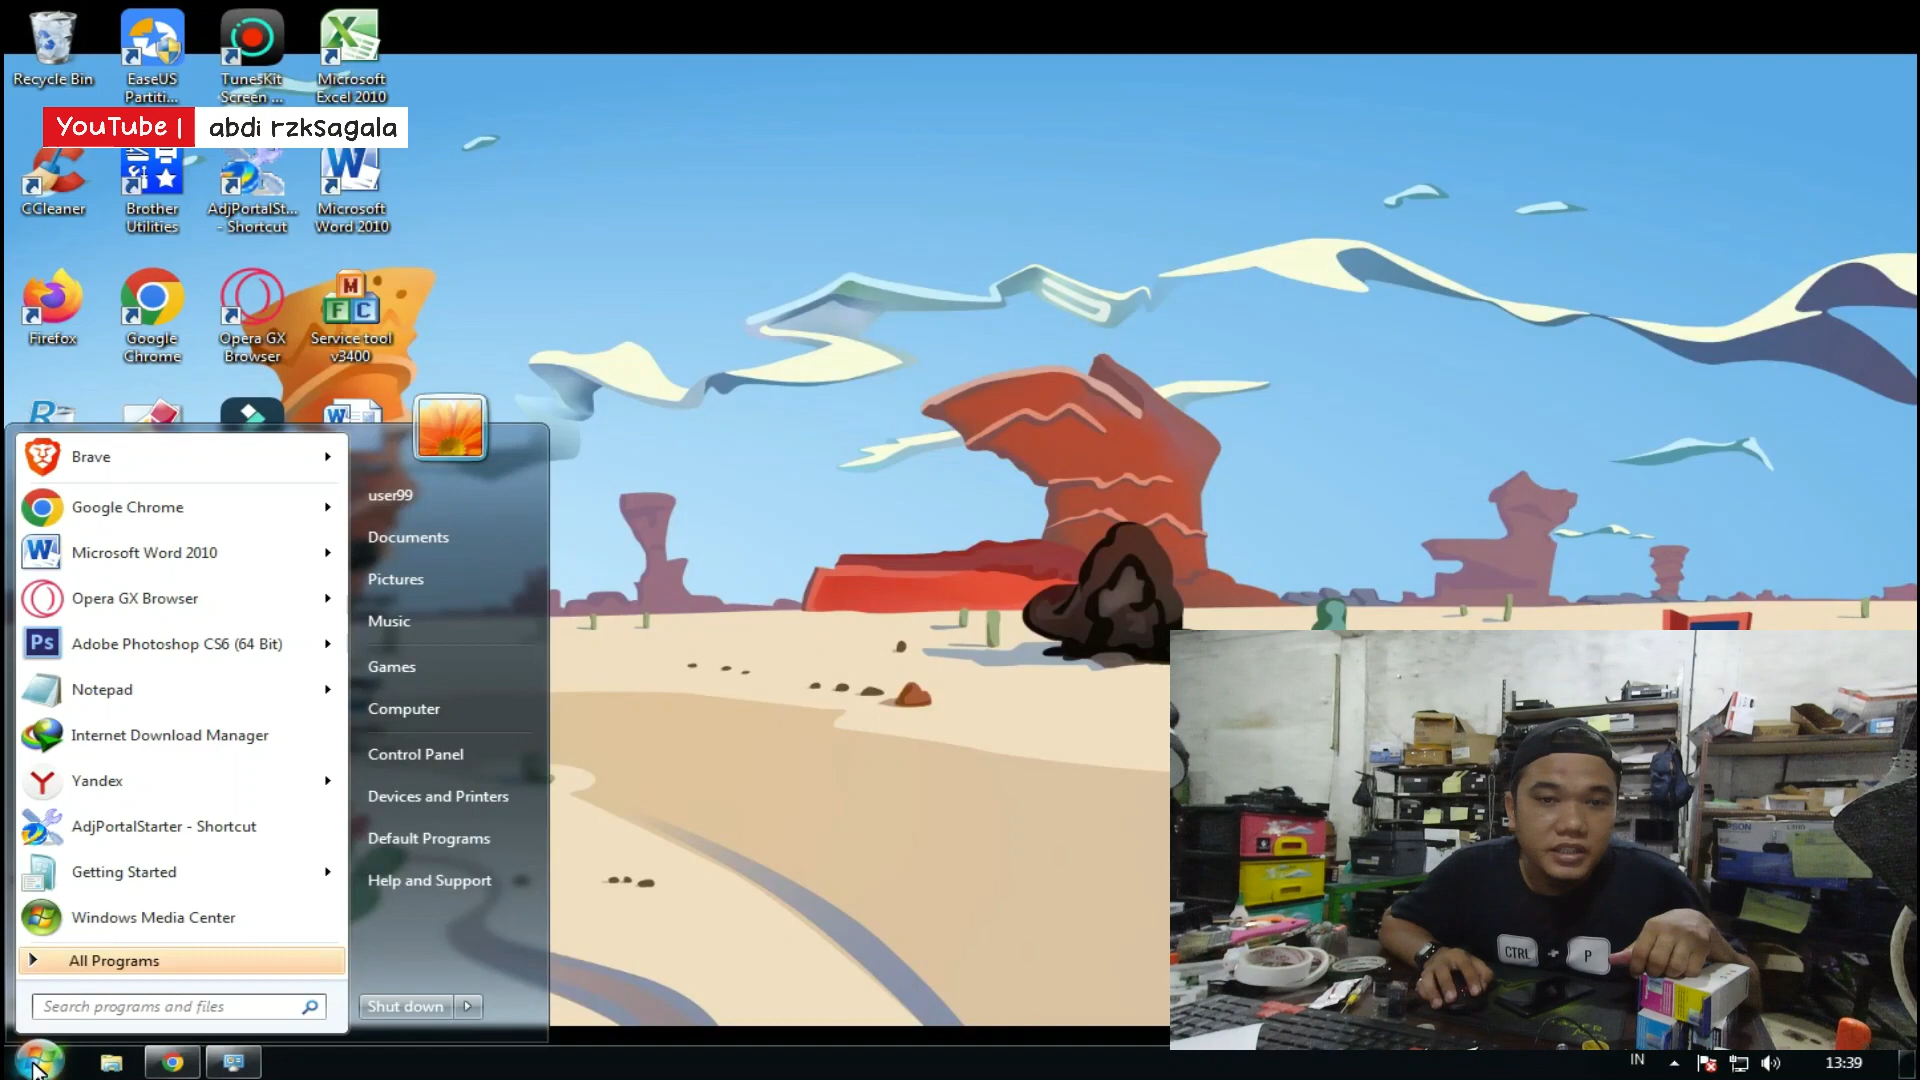 Recycle Bin
EaseUS
Partiti...
TunesKit
Screen ...
Microsoft
Excel 2010
YouTube | abdi rzksagala
CCleaner
Brother
Utilities
AdjPortalSt...
- Shortcut
Microsoft
Word 2010
Firefox
Google
Chrome
Opera GX
Browser
M
F C
Service tool
v3400
Brave
Google Chrome
Microsoft Word 2010
Opera GX Browser
Ps
Adobe Photoshop CS6 (64 Bit)
Notepad
Internet Download Manager
Yandex
AdjPortalStarter - Shortcut
Getting Started
Windows Media Center
All Programs
Search programs and files
user99
Documents
Pictures
Music
Games
Computer
Control Panel
Devices and Printers
Default Programs
Help and Support
Shut down
CTRL + P
IN
13:39